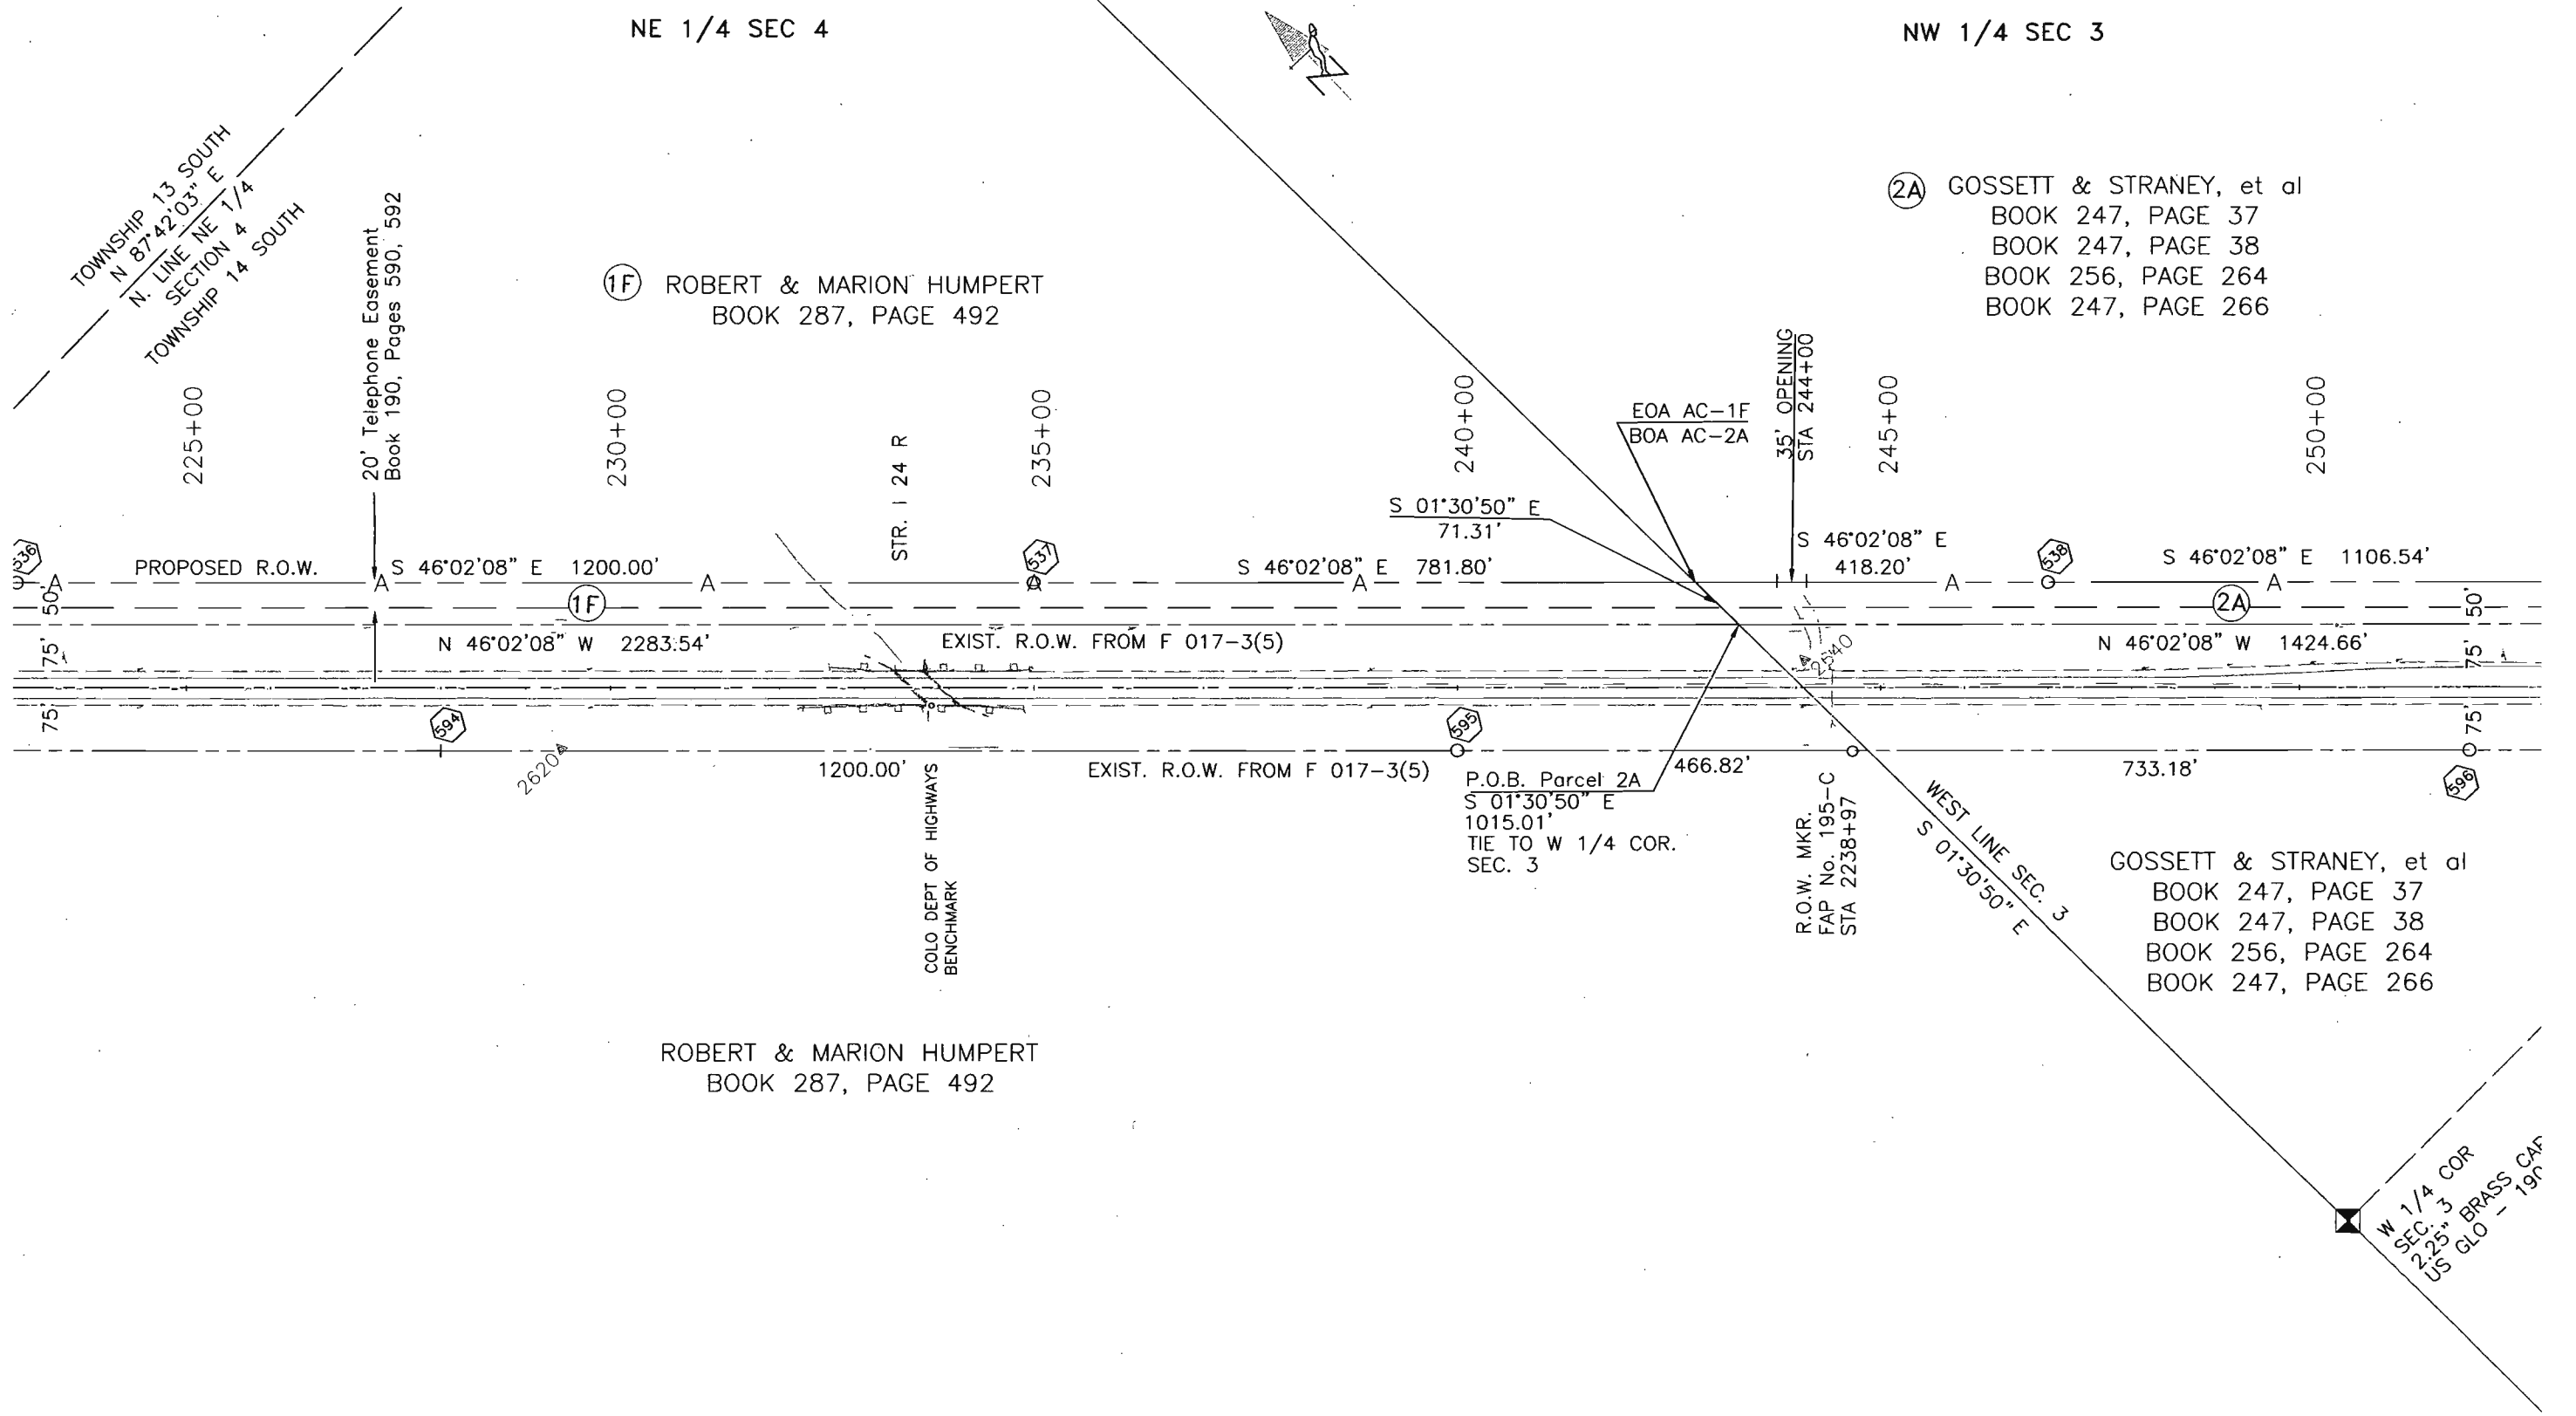 NE 1/4 SEC 4
NW 1/4 SEC 3
TOWNSHIP 13 SOUTH
N 87°42'03" E
N. LINE NE 1/4
SECTION 4
TOWNSHIP 14 SOUTH
20' Telephone Easement
Book 190, Pages 590, 592
1F ROBERT & MARION HUMPERT
BOOK 287, PAGE 492
2A GOSSETT & STRANEY, et al
BOOK 247, PAGE 37
BOOK 247, PAGE 38
BOOK 256, PAGE 264
BOOK 247, PAGE 266
225+00
230+00
STR. I 24 R
235+00
240+00
EOA AC-1F
BOA AC-2A
35' OPENING
STA 244+00
245+00
250+00
S 01°30'50" E
71.31'
536
A
PROPOSED R.O.W.
A
S 46°02'08" E 1200.00'
A
537
A
S 46°02'08" E 781.80'
A
S 46°02'08" E
418.20'
A
538
S 46°02'08" E 1106.54'
A
50'
1F
2A
50'
75'
N 46°02'08" W 2283.54'
EXIST. R.O.W. FROM F 017-3(5)
2540
N 46°02'08" W 1424.66'
75'
75'
594
2620
1200.00'
EXIST. R.O.W. FROM F 017-3(5)
595
466.82'
733.18'
75'
596
P.O.B. Parcel 2A
S 01°30'50" E
1015.01'
TIE TO W 1/4 COR.
SEC. 3
COLO DEPT OF HIGHWAYS
BENCHMARK
R.O.W. MKR.
FAP No. 195-C
STA 2238+97
WEST LINE SEC. 3
S 01°30'50" E
GOSSETT & STRANEY, et al
BOOK 247, PAGE 37
BOOK 247, PAGE 38
BOOK 256, PAGE 264
BOOK 247, PAGE 266
ROBERT & MARION HUMPERT
BOOK 287, PAGE 492
W 1/4 COR
SEC. 3
2.25" BRASS CAP
US GLO - 190